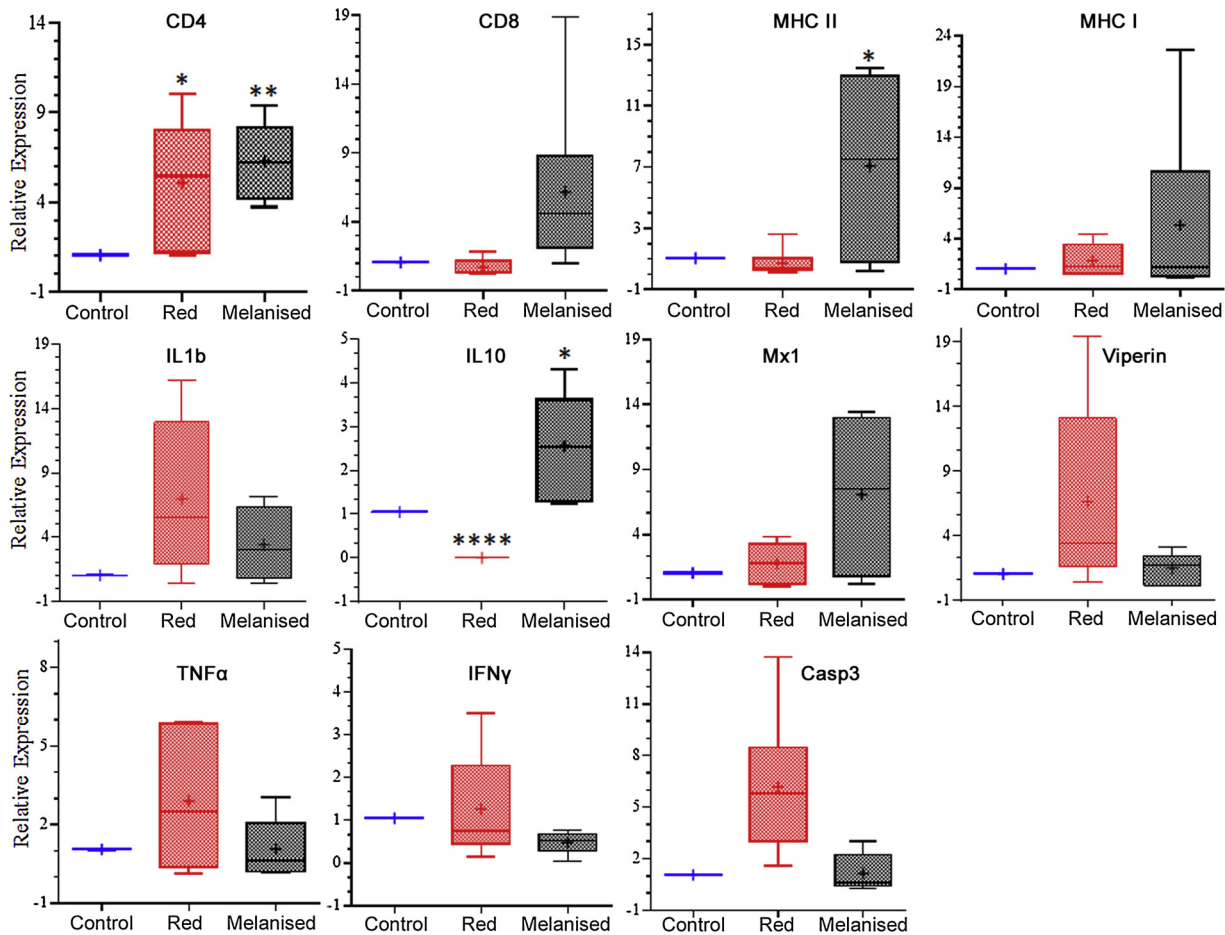 CD4
CD8
MHC II
MHC I
Relative Expression
14
9
4
-1
*
**
Control Red Melanised
19
14
9
4
-1
Control Red Melanised
15
11
7
3
-1
*
Control Red Melanised
24
19
14
9
4
-1
Control Red Melanised
IL1b
IL10
Mx1
Viperin
Relative Expression
19
14
9
4
-1
Control Red Melanised
5
4
3
2
1
0
-1
****
*
Control Red Melanised
19
14
9
4
-1
Control Red Melanised
19
14
9
4
-1
Control Red Melanised
TNFα
IFNγ
Casp3
Relative Expression
8
5
2
-1
Control Red Melanised
5
4
3
2
1
0
-1
Control Red Melanised
14
11
8
5
2
-1
Control Red Melanised